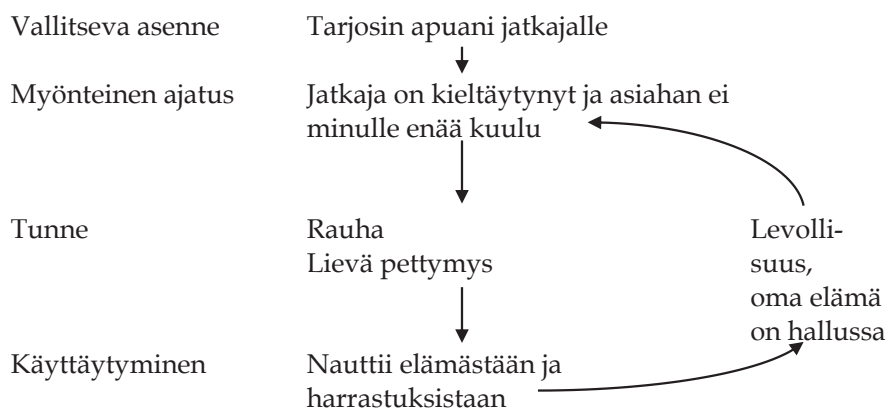 Vallitseva asenne Tarjosin apuani jatkajalle
Myönteinen ajatus Jatkaja on kieltäytynyt ja asiahan ei
minulle enää kuulu
Tunne Rauha
Lievä pettymys
Levolli-
suus,
oma elämä
on hallussa
Käyttäytyminen Nauttii elämästään ja
harrastuksistaan